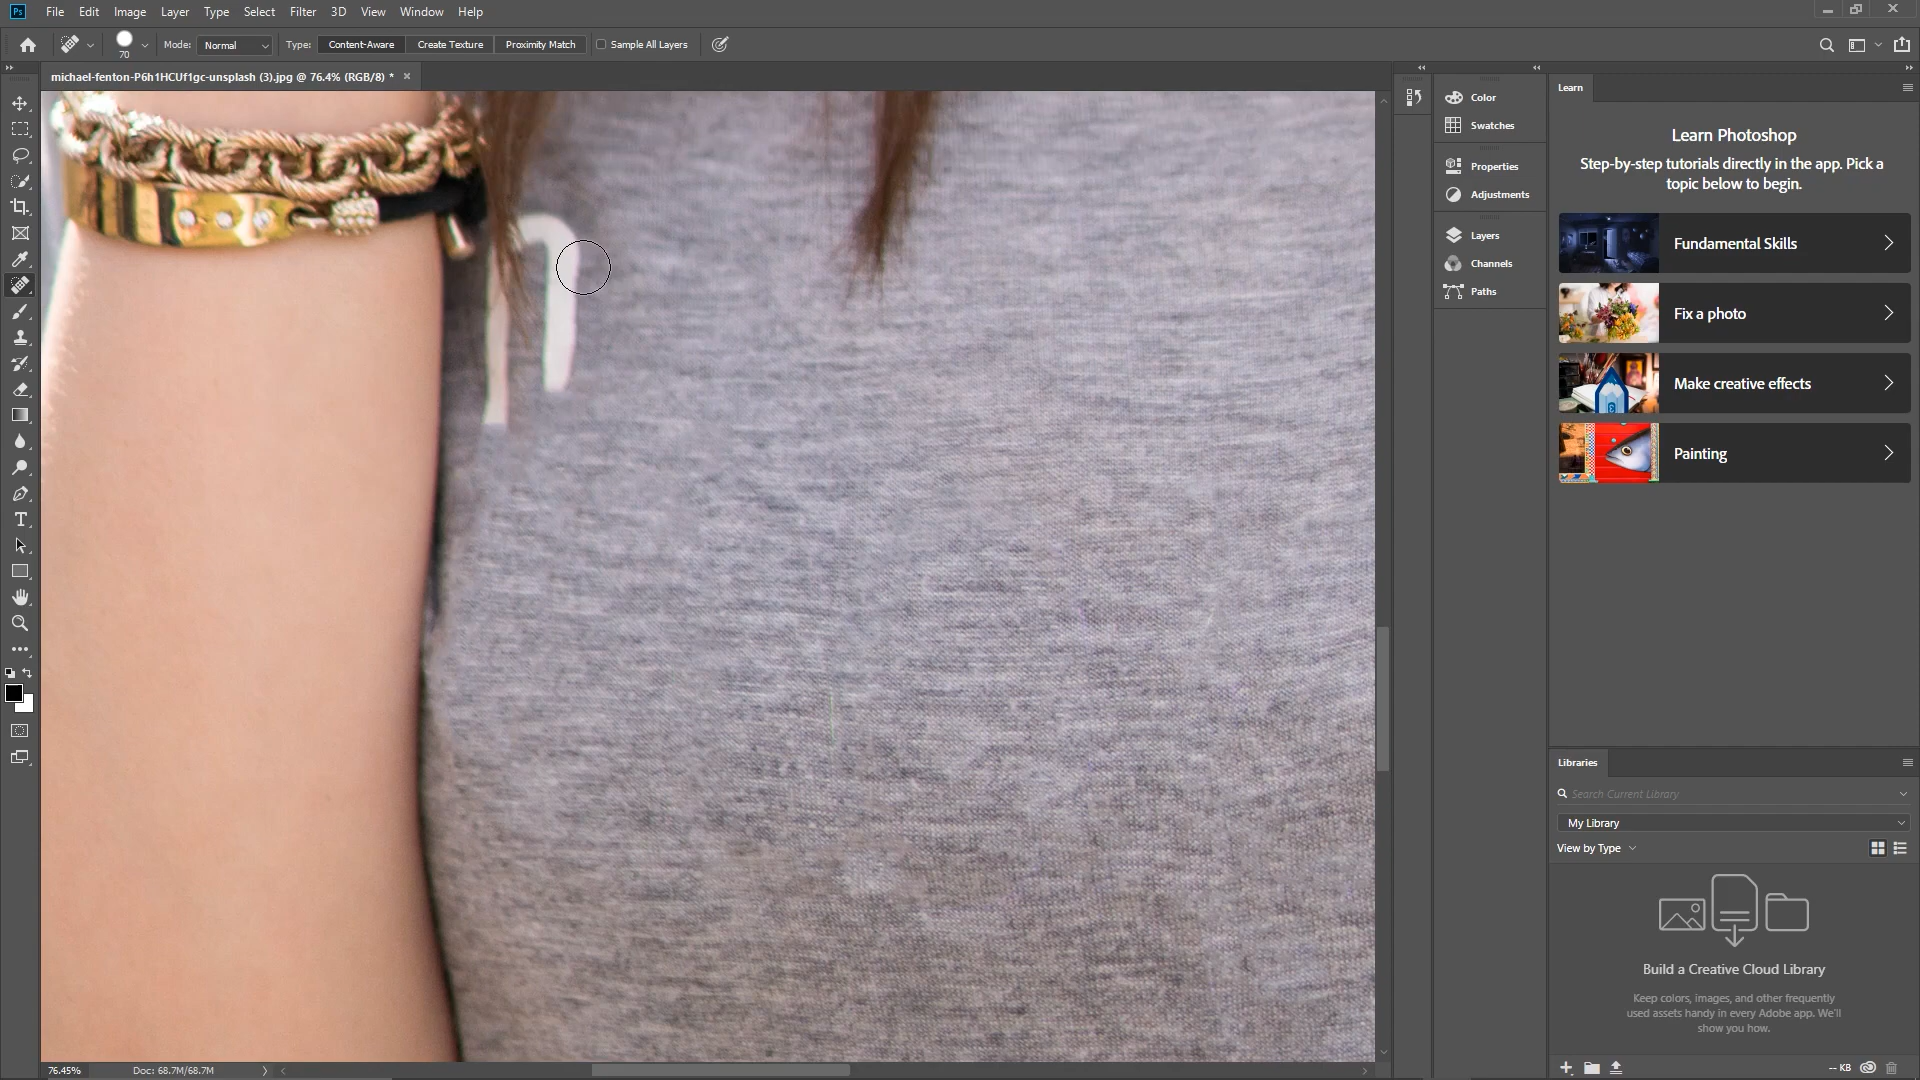 Ps File Edit Image Layer Type Select Filter 3D View Window Help
70 Mode: Normal Type: Content-Aware Create Texture Proximity Match Sample All Layers
michael-fenton-P6h1HCUf1gc-unsplash (3).jpg @ 76.4% (RGB/8) *
Color
Swatches
Properties
Adjustments
Layers
Channels
Paths
Learn
Learn Photoshop
Step-by-step tutorials directly in the app. Pick a
topic below to begin.
Fundamental Skills
Fix a photo
Make creative effects
Painting
Libraries
Search Current Library
My Library
View by Type
Build a Creative Cloud Library
Keep colors, images, and other frequently
used assets handy in every Adobe app. We'll
show you how.
-- KB
76.45% Doc: 68.7M/68.7M